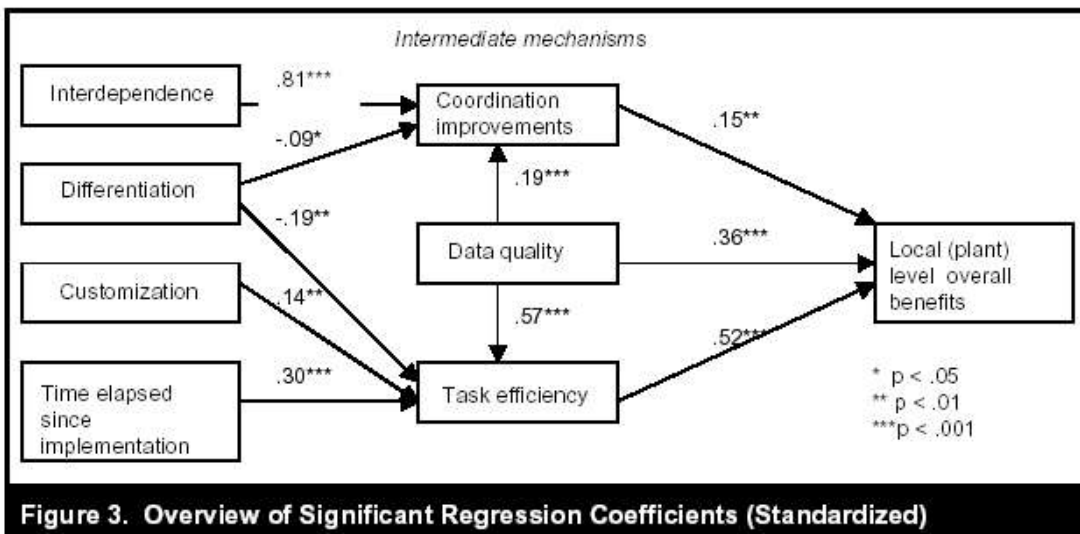 Intermediate mechanisms
Interdependence
.81***
Coordination
improvements
-.09*
.15**
Differentiation
.19***
-.19**
Data quality
.36***
Local (plant)
level overall
benefits
Customization
.14**
.57***
.52***
Time elapsed
since
implementation
.30***
Task efficiency
* p < .05
** p < .01
***p < .001
Figure 3. Overview of Significant Regression Coefficients (Standardized)